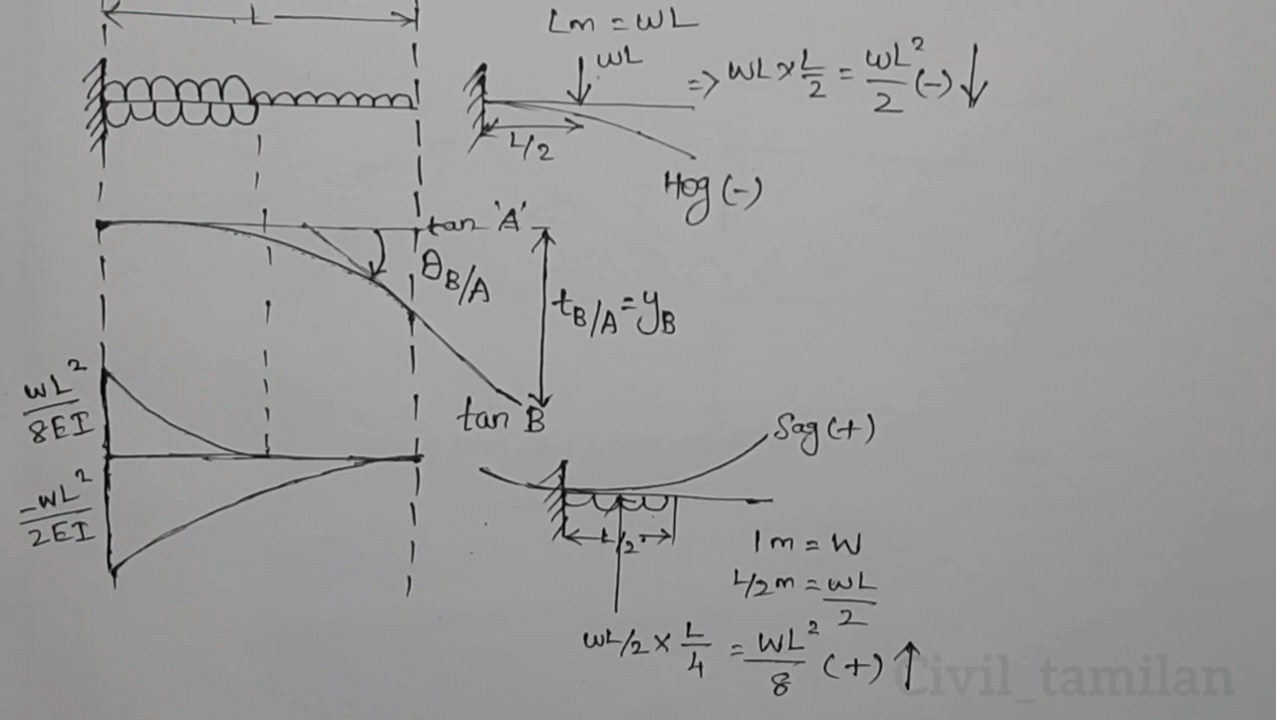 L
Lm = WL
WL
=> WL × L/2 = WL²/2 (-) ↓
L/2
Hog (-)
tan 'A'
θB/A
tB/A = yB
tan B
WL²/8EI
-WL²/2EI
Sag (+)
L/2
1m = W
L/2 m = WL/2
WL/2 × L/4 = WL²/8 (+) ↑
Civil_tamilan